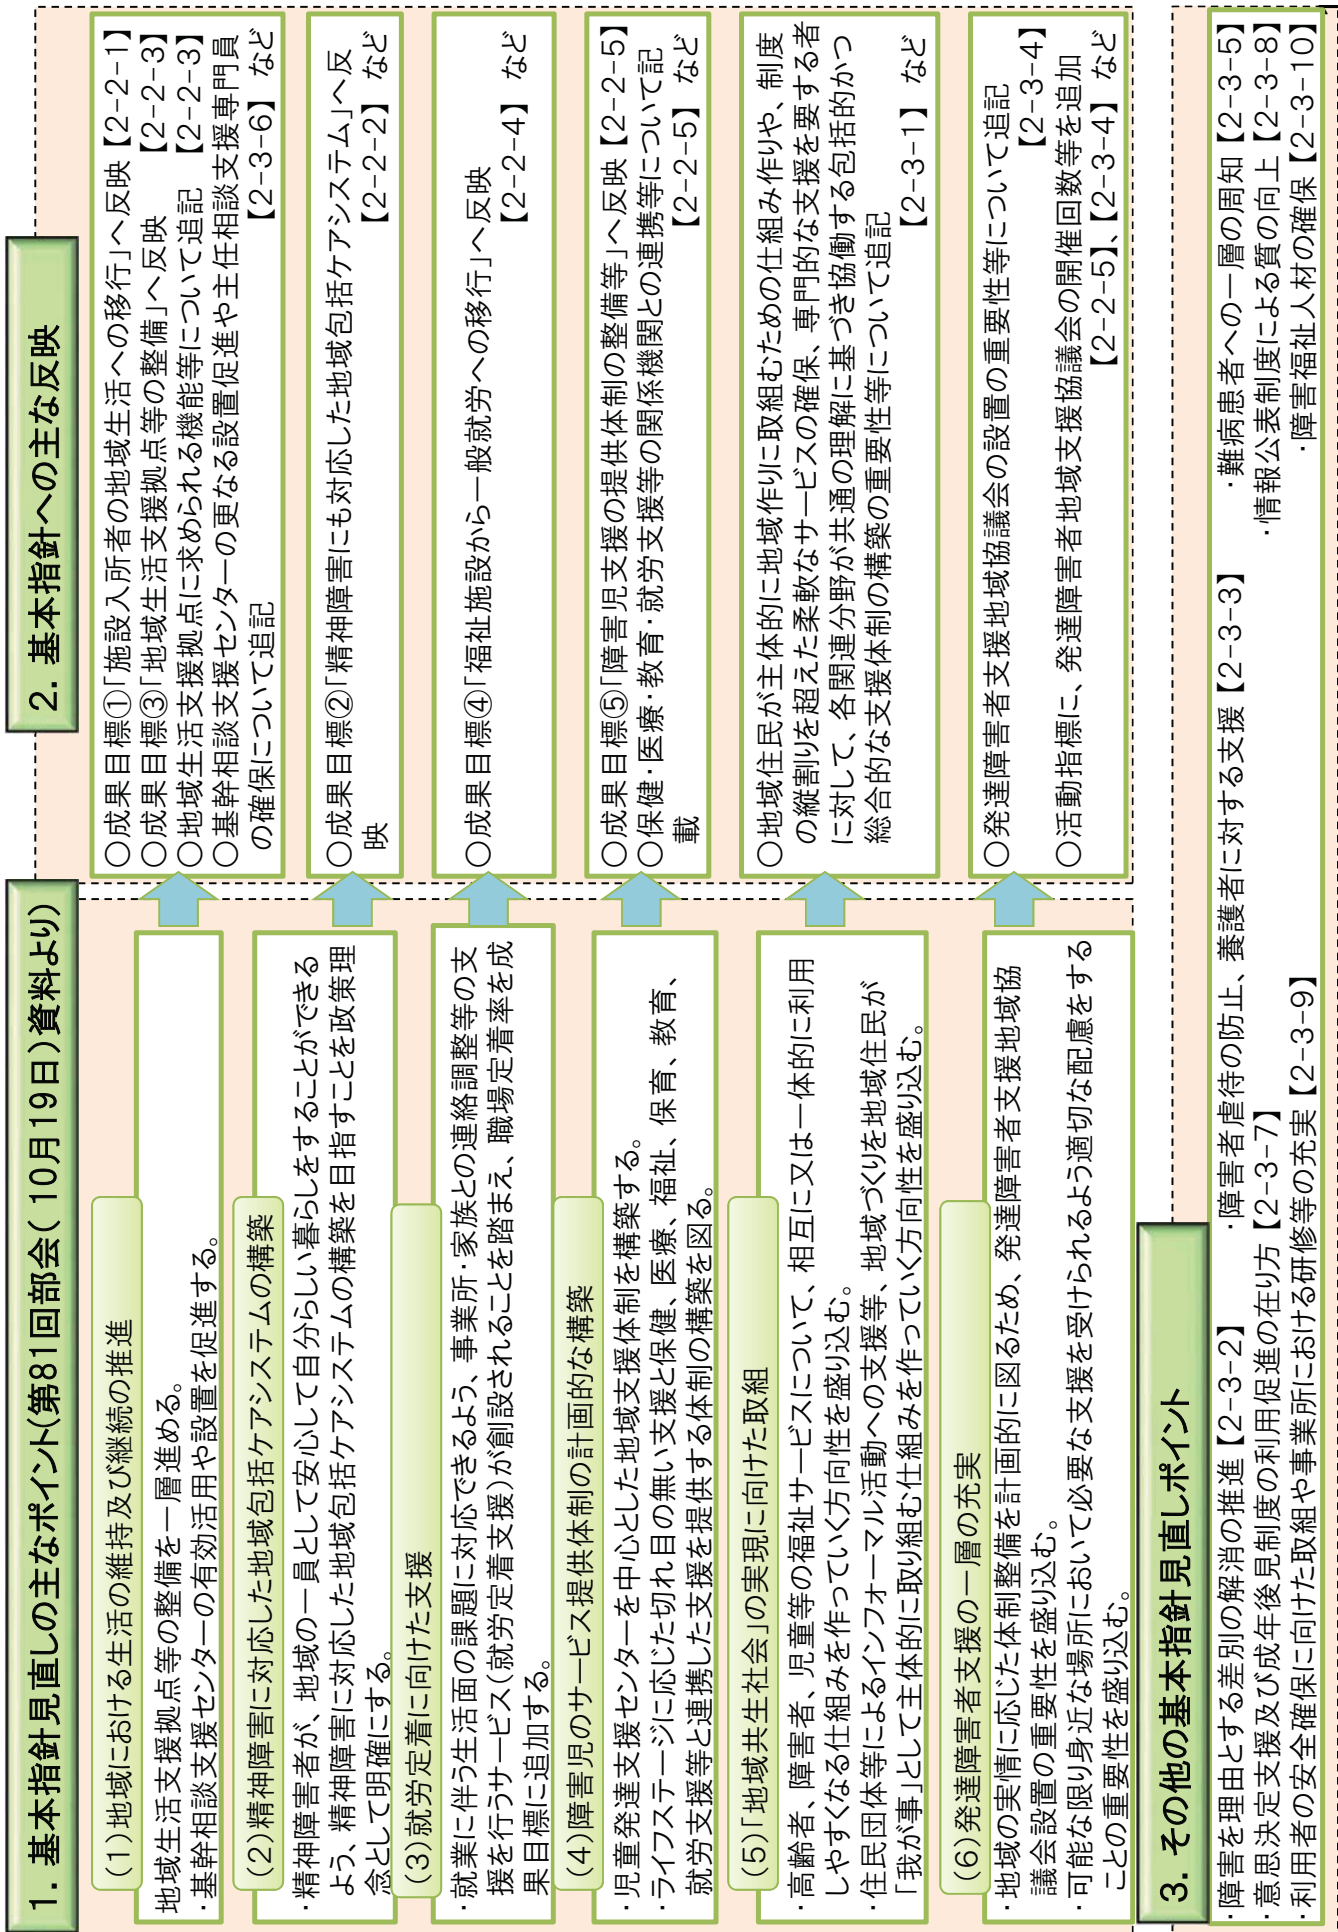 1. 基本指針見直しの主なポイント(第81回部会(10月19日)資料より)
(1)地域における生活の維持及び継続の推進
・地域生活支援拠点等の整備を一層進める。
・基幹相談支援センターの有効活用や設置を促進する。
(2)精神障害に対応した地域包括ケアシステムの構築
・精神障害者が、地域の一員として安心して自分らしい暮らしをすることができる
よう、精神障害に対応した地域包括ケアシステムの構築を目指すことを政策理
念として明確にする。
(3)就労定着に向けた支援
・就業に伴う生活面の課題に対応できるよう、事業所・家族との連絡調整等の支
援を行うサービス(就労定着支援)が創設されることを踏まえ、職場定着率を成
果目標に追加する。
(4)障害児のサービス提供体制の計画的な構築
・児童発達支援センターを中心とした地域支援体制を構築する。
・ライフステージに応じた切れ目の無い支援と保健、医療、福祉、保育、教育、
就労支援等と連携した支援を提供する体制の構築を図る。
(5)「地域共生社会」の実現に向けた取組
・高齢者、障害者、児童等の福祉サービスについて、相互に又は一体的に利用
しやすくなる仕組みを作っていく方向性を盛り込む。
・住民団体等によるインフォーマル活動への支援等、地域づくりを地域住民が
「我が事」として主体的に取り組む仕組みを作っていく方向性を盛り込む。
(6)発達障害者支援の一層の充実
・地域の実情に応じた体制整備を計画的に図るため、発達障害者支援地域協
議会設置の重要性を盛り込む。
・可能な限り身近な場所において必要な支援を受けられるよう適切な配慮をする
ことの重要性を盛り込む。
2. 基本指針への主な反映
○成果目標①「施設入所者の地域生活への移行」へ反映【2-2-1】
○成果目標③「地域生活支援拠点等の整備」へ反映 【2-2-3】
○地域生活支援拠点に求められる機能等について追記 【2-2-3】
○基幹相談支援センターの更なる設置促進や主任相談支援専門員
の確保について追記 【2-3-6】 など
○成果目標②「精神障害にも対応した地域包括ケアシステム」へ反
映 【2-2-2】 など
○成果目標④「福祉施設から一般就労への移行」へ反映
【2-2-4】 など
○成果目標⑤「障害児支援の提供体制の整備等」へ反映【2-2-5】
○保健・医療・教育・就労支援等の関係機関との連携等について記
載 【2-2-5】 など
○地域住民が主体的に地域作りに取組むための仕組み作りや、制度
の縦割りを超えた柔軟なサービスの確保、専門的な支援を要する者
に対して、各関連分野が共通の理解に基づき協働する包括的かつ
総合的な支援体制の構築の重要性等について追記
【2-3-1】 など
○発達障害者支援地域協議会の設置の重要性等について追記
【2-3-4】
○活動指標に、発達障害者地域支援協議会の開催回数等を追加
【2-2-5】、【2-3-4】 など
3. その他の基本指針見直しポイント
・障害を理由とする差別の解消の推進【2-3-2】 ・障害者虐待の防止、養護者に対する支援【2-3-3】 ・難病患者への一層の周知【2-3-5】
・意思決定支援及び成年後見制度の利用促進の在り方【2-3-7】 ・情報公表制度による質の向上【2-3-8】
・利用者の安全確保に向けた取組や事業所における研修等の充実【2-3-9】 ・障害福祉人材の確保【2-3-10】